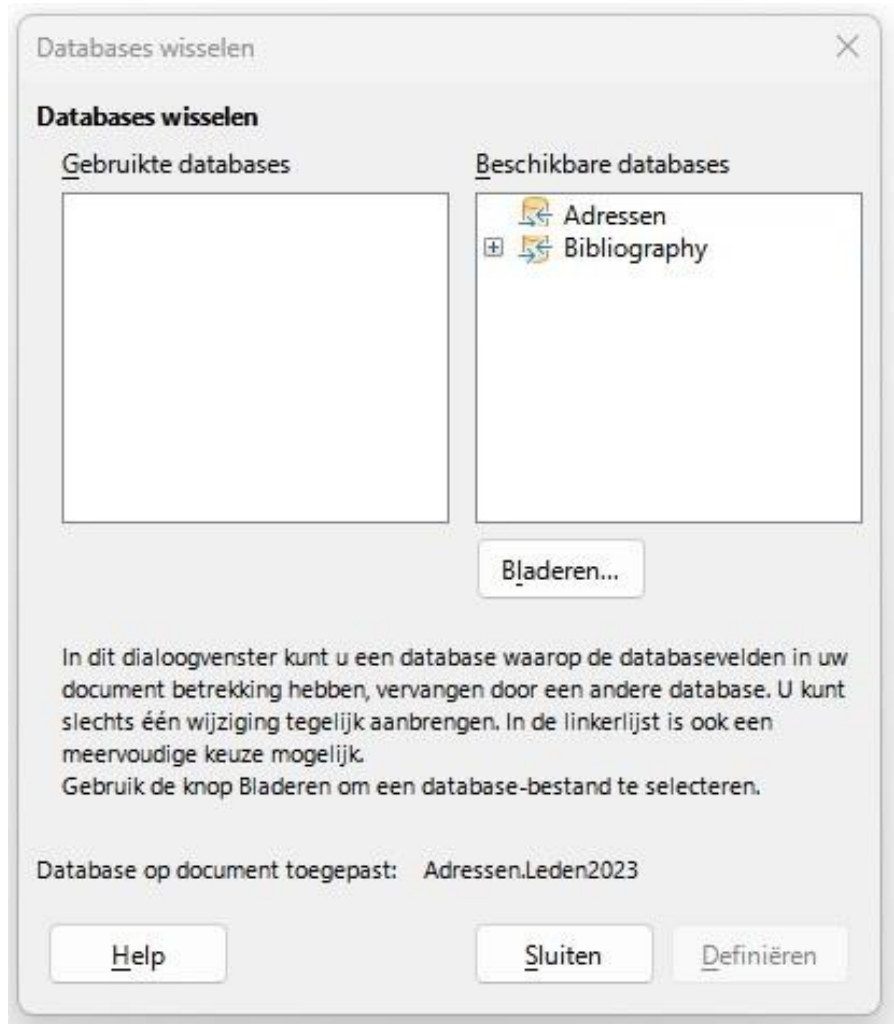 Databases wisselen
Databases wisselen
Gebruikte databases
Beschikbare databases
Adressen
Bibliography
Bladeren...
In dit dialoogvenster kunt u een database waarop de databasevelden in uw
document betrekking hebben, vervangen door een andere database. U kunt
slechts één wijziging tegelijk aanbrengen. In de linkerlijst is ook een
meervoudige keuze mogelijk.
Gebruik de knop Bladeren om een database-bestand te selecteren.
Database op document toegepast: Adressen.Leden2023
Help
Sluiten
Definiëren